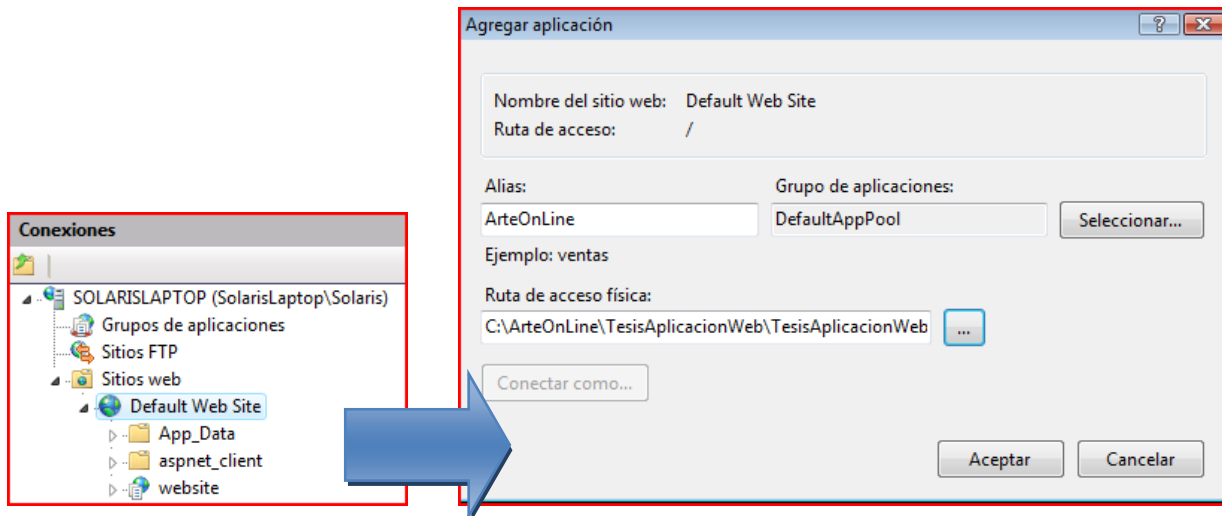 Conexiones
SOLARISLAPTOP (SolarisLaptop\Solaris)
Grupos de aplicaciones
Sitios FTP
Sitios web
Default Web Site
App_Data
aspnet_client
website
Agregar aplicación
Nombre del sitio web: Default Web Site
Ruta de acceso: /
Alias: Grupo de aplicaciones:
ArteOnLine DefaultAppPool Seleccionar...
Ejemplo: ventas
Ruta de acceso física:
C:\ArteOnLine\TesisAplicacionWeb\TesisAplicacionWeb ...
Conectar como...
Aceptar Cancelar